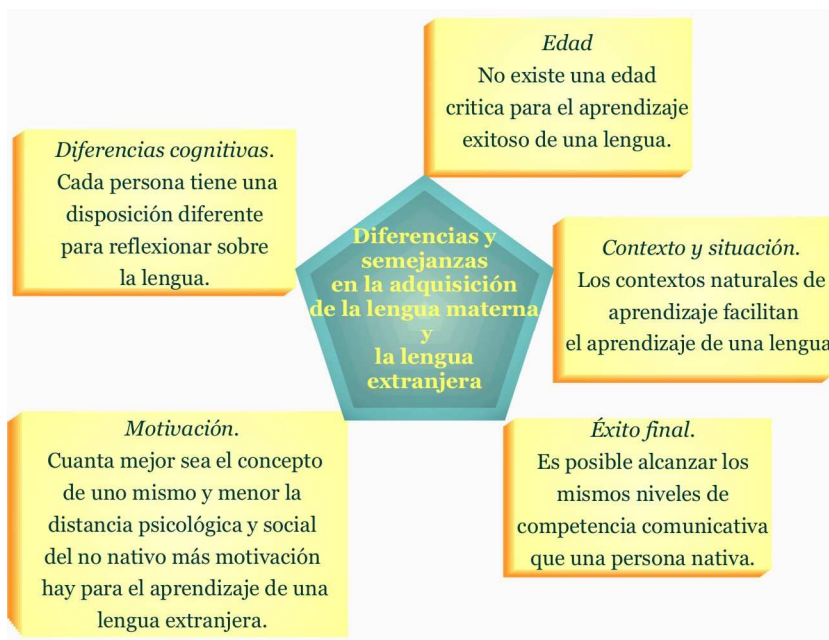 Edad
No existe una edad
critica para el aprendizaje
exitoso de una lengua.
Diferencias cognitivas.
Cada persona tiene una
disposición diferente
para reflexionar sobre
la lengua.
Diferencias y
semejanzas
en la adquisición
de la lengua materna
y
la lengua
extranjera
Contexto y situación.
Los contextos naturales de
aprendizaje facilitan
el aprendizaje de una lengua
Motivación.
Cuanta mejor sea el concepto
de uno mismo y menor la
distancia psicológica y social
del no nativo más motivación
hay para el aprendizaje de una
lengua extranjera.
Éxito final.
Es posible alcanzar los
mismos niveles de
competencia comunicativa
que una persona nativa.